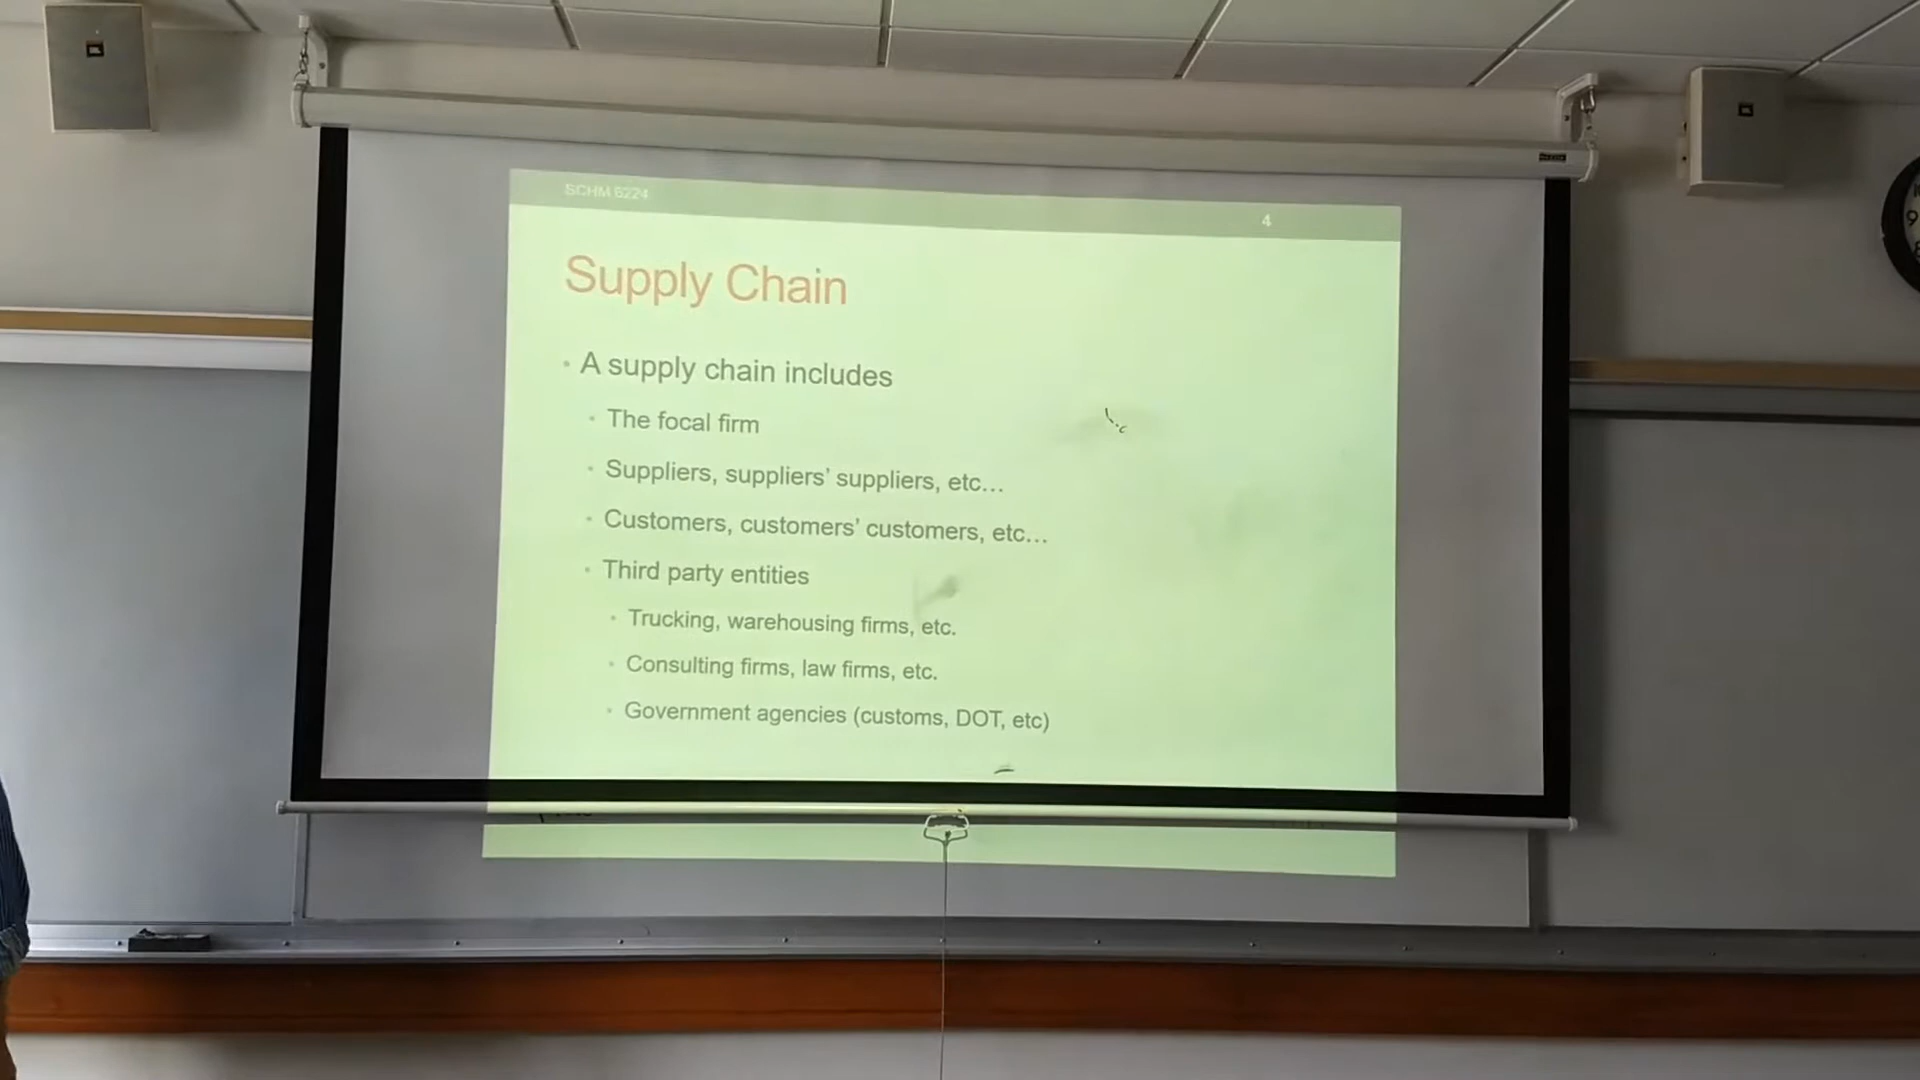 SCHM 6224
4
Supply Chain
• A supply chain includes
• The focal firm
• Suppliers, suppliers’ suppliers, etc…
• Customers, customers’ customers, etc…
• Third party entities
• Trucking, warehousing firms, etc.
• Consulting firms, law firms, etc.
• Government agencies (customs, DOT, etc)
9